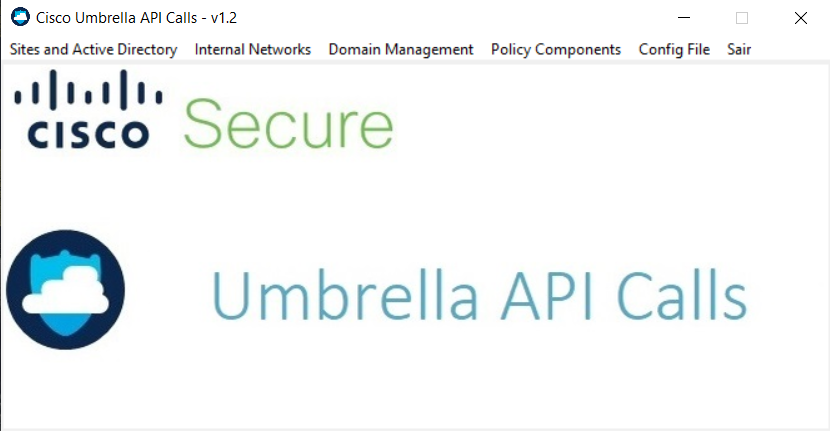 Cisco Umbrella API Calls - v1.2
Sites and Active Directory Internal Networks Domain Management Policy Components Config File Sair
CISCO Secure
Umbrella API Calls